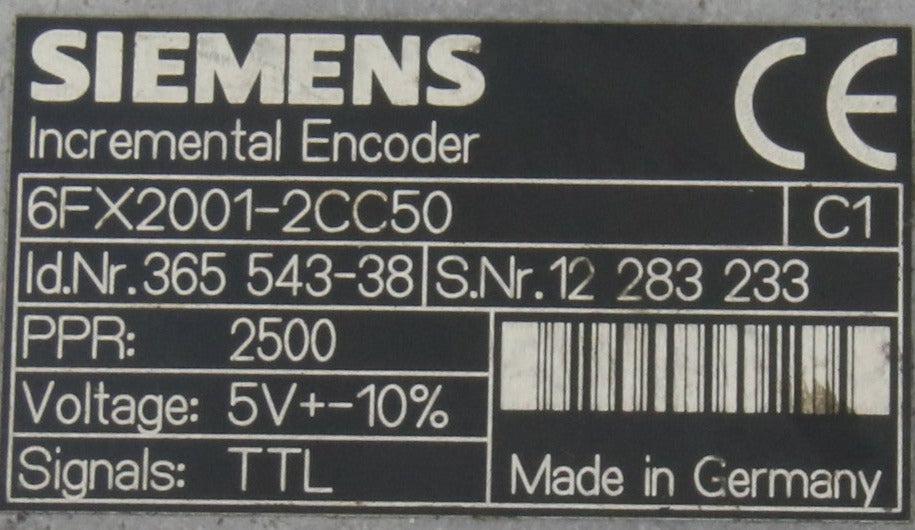 SIEMENS
Incremental Encoder
CE
6FX2001-2CC50 C1
Id.Nr.365 543-38 S.Nr.12 283 233
PPR: 2500
Voltage: 5V+-10%
Signals: TTL
Made in Germany